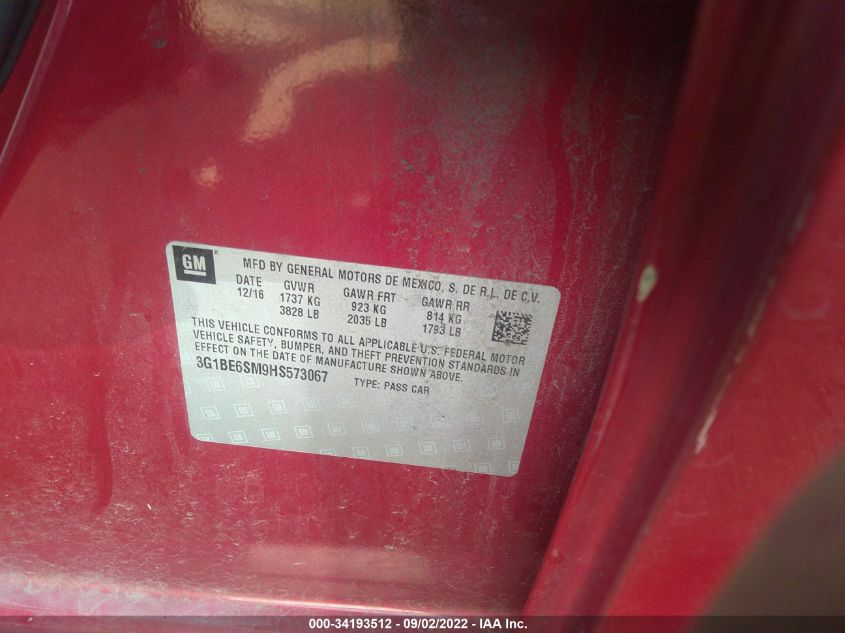 GM
MFD BY GENERAL MOTORS DE MEXICO, S. DE R.L. DE C.V.
DATE GVWR GAWR FRT GAWR RR
12/16 1737 KG 923 KG 814 KG
3828 LB 2035 LB 1793 LB
THIS VEHICLE CONFORMS TO ALL APPLICABLE U.S. FEDERAL MOTOR
VEHICLE SAFETY, BUMPER, AND THEFT PREVENTION STANDARDS IN
EFFECT ON THE DATE OF MANUFACTURE SHOWN ABOVE.
3G1BE6SM9HS573067 TYPE: PASS CAR
000-34193512 - 09/02/2022 - © IAA, Inc.